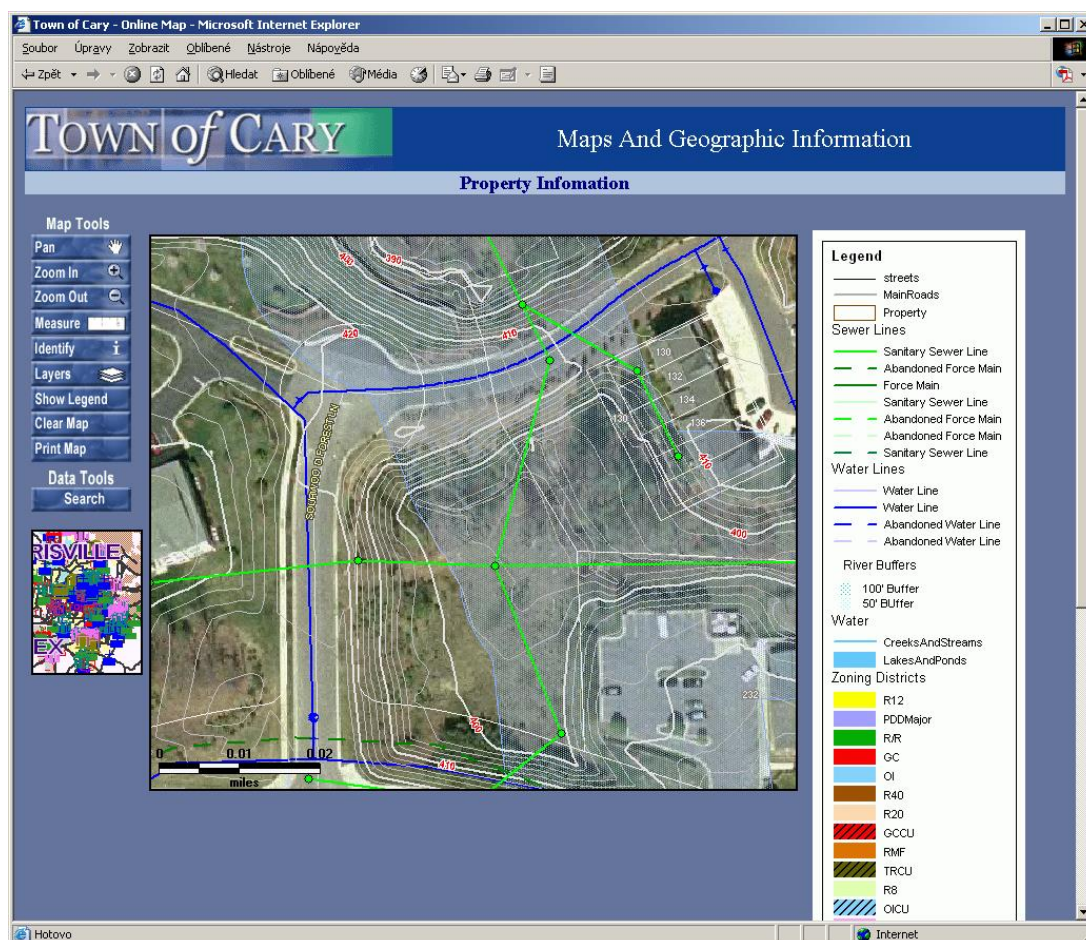 Town of Cary - Online Map - Microsoft Internet Explorer
Soubor Úpravy Zobrazit Oblíbené Nástroje Nápověda
Zpět Hledat Oblíbené Média
TOWN of CARY
Maps And Geographic Information
Property Infomation
Map Tools
Pan
Zoom In
Zoom Out
Measure
Identify i
Layers
Show Legend
Clear Map
Print Map
Data Tools
Search
RISVILLE
EX
400
390
420
410
130
132
134
130
136
410
400
SOURWOOD FOREST LN
232
410
0 0.01 0.02
miles
Legend
streets
MainRoads
Property
Sewer Lines
Sanitary Sewer Line
Abandoned Force Main
Force Main
Sanitary Sewer Line
Abandoned Force Main
Abandoned Force Main
Sanitary Sewer Line
Water Lines
Water Line
Water Line
Abandoned Water Line
Abandoned Water Line
River Buffers
100' Buffer
50' BUffer
Water
CreeksAndStreams
LakesAndPonds
Zoning Districts
R12
PDDMajor
R/R
GC
OI
R40
R20
GCCU
RMF
TRCU
R8
OICU
Hotovo
Internet